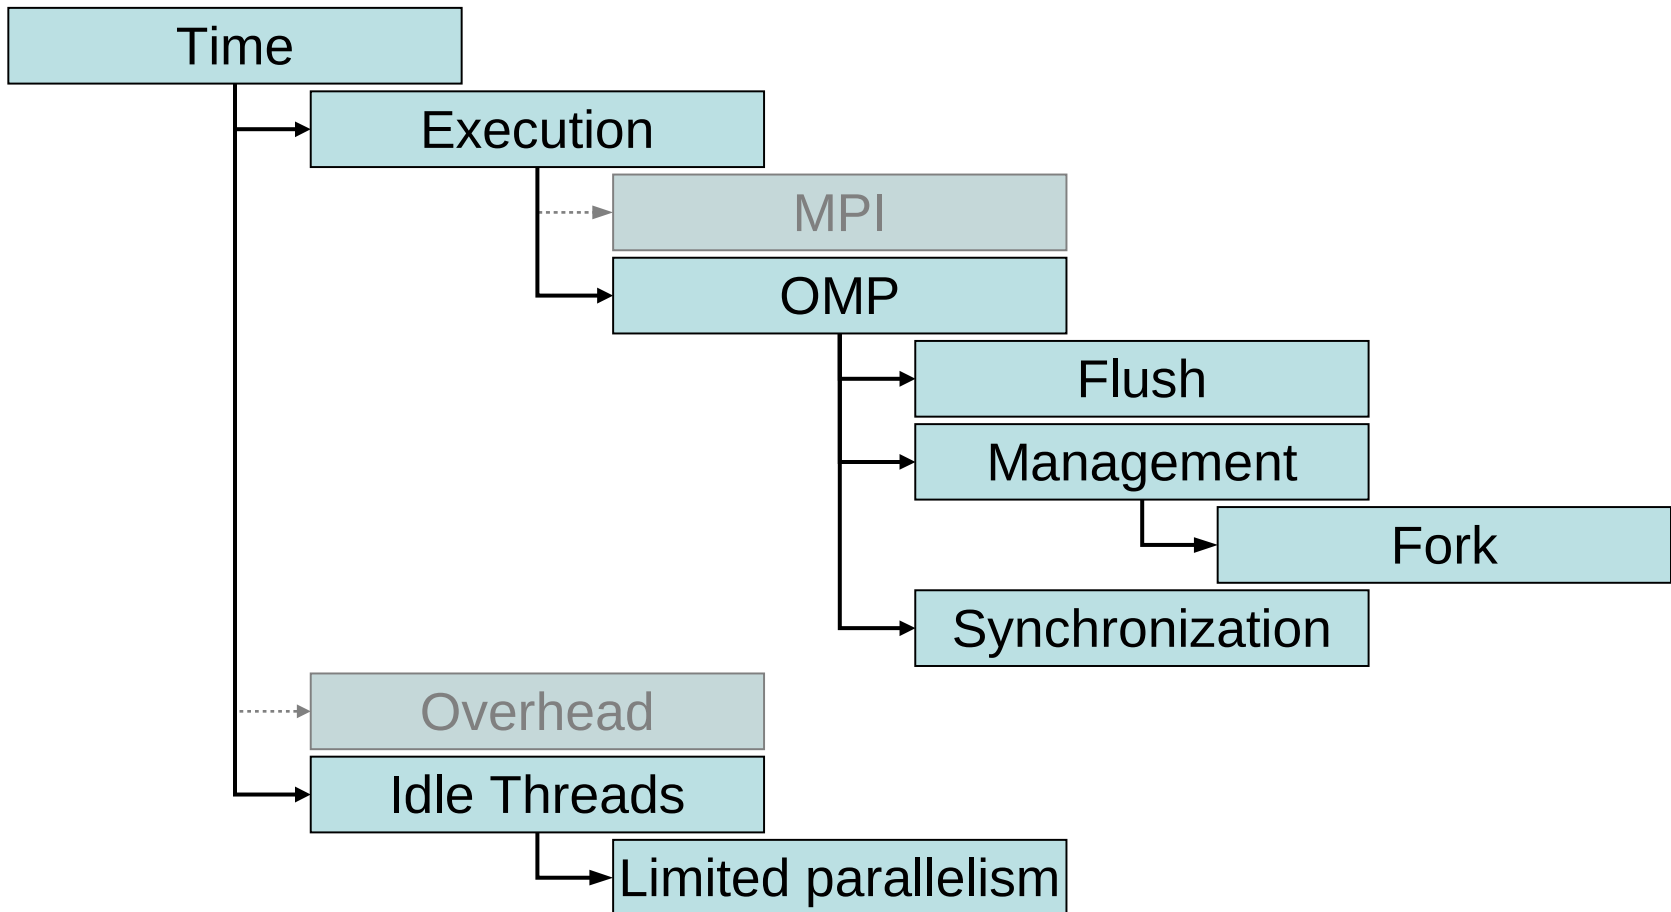 Time
Execution
MPI
OMP
Flush
Management
Fork
Synchronization
Overhead
Idle Threads
Limited parallelism